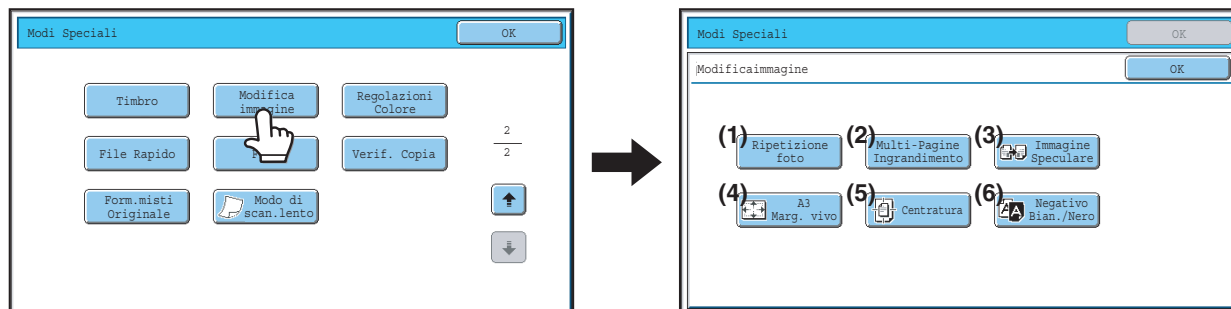 Modi Speciali
OK
Timbro
Modifica
immagine
Regolazioni
Colore
File Rapido
Verif. Copia
2
2
Form.misti
Originale
Modo di
scan.lento
Modi Speciali
OK
Modificaimmagine
OK
(1)
Ripetizione
foto
(2)
Multi-Pagine
Ingrandimento
(3)
Immagine
Speculare
(4)
A3
Marg. vivo
(5)
Centratura
(6)
A
A
Negativo
Bian./Nero